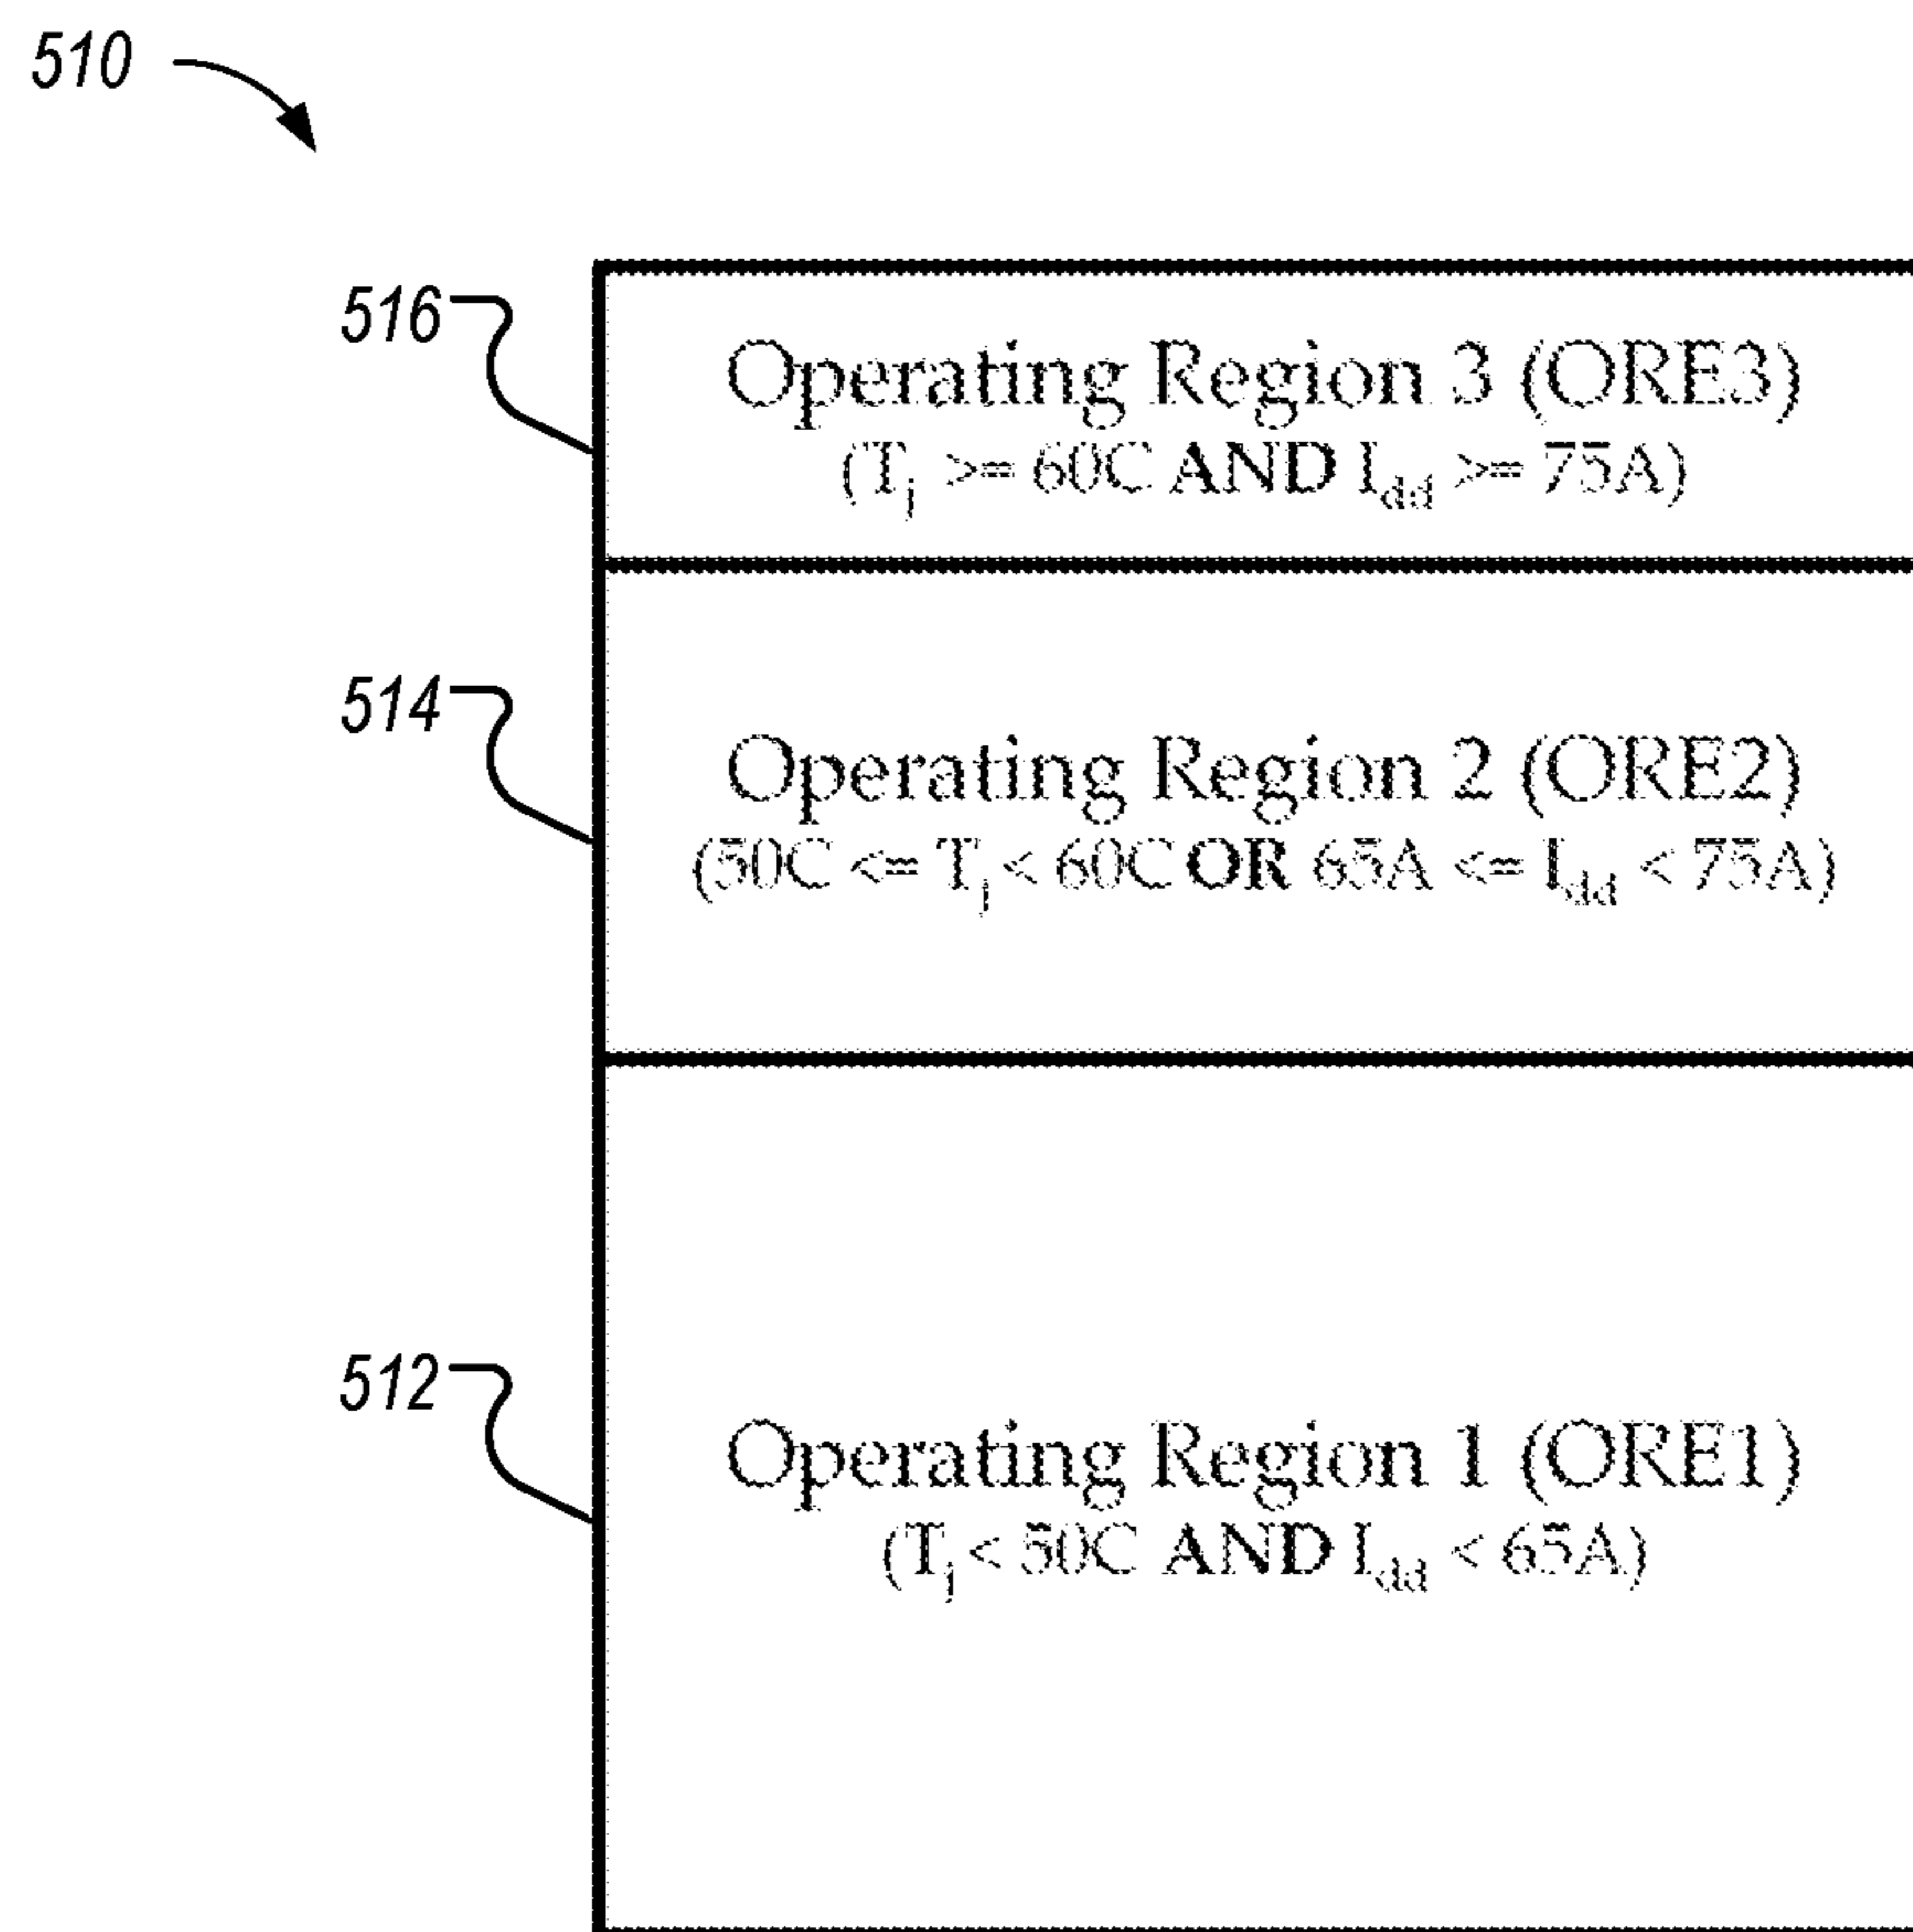 510
516
Operating Region 3 (ORE3)
(Tj >= 60C AND Idd >= 75A)
514
Operating Region 2 (ORE2)
(50C <= Tj < 60C OR 65A <= Idd < 75A)
512
Operating Region 1 (ORE1)
(Tj < 50C AND Idd < 65A)